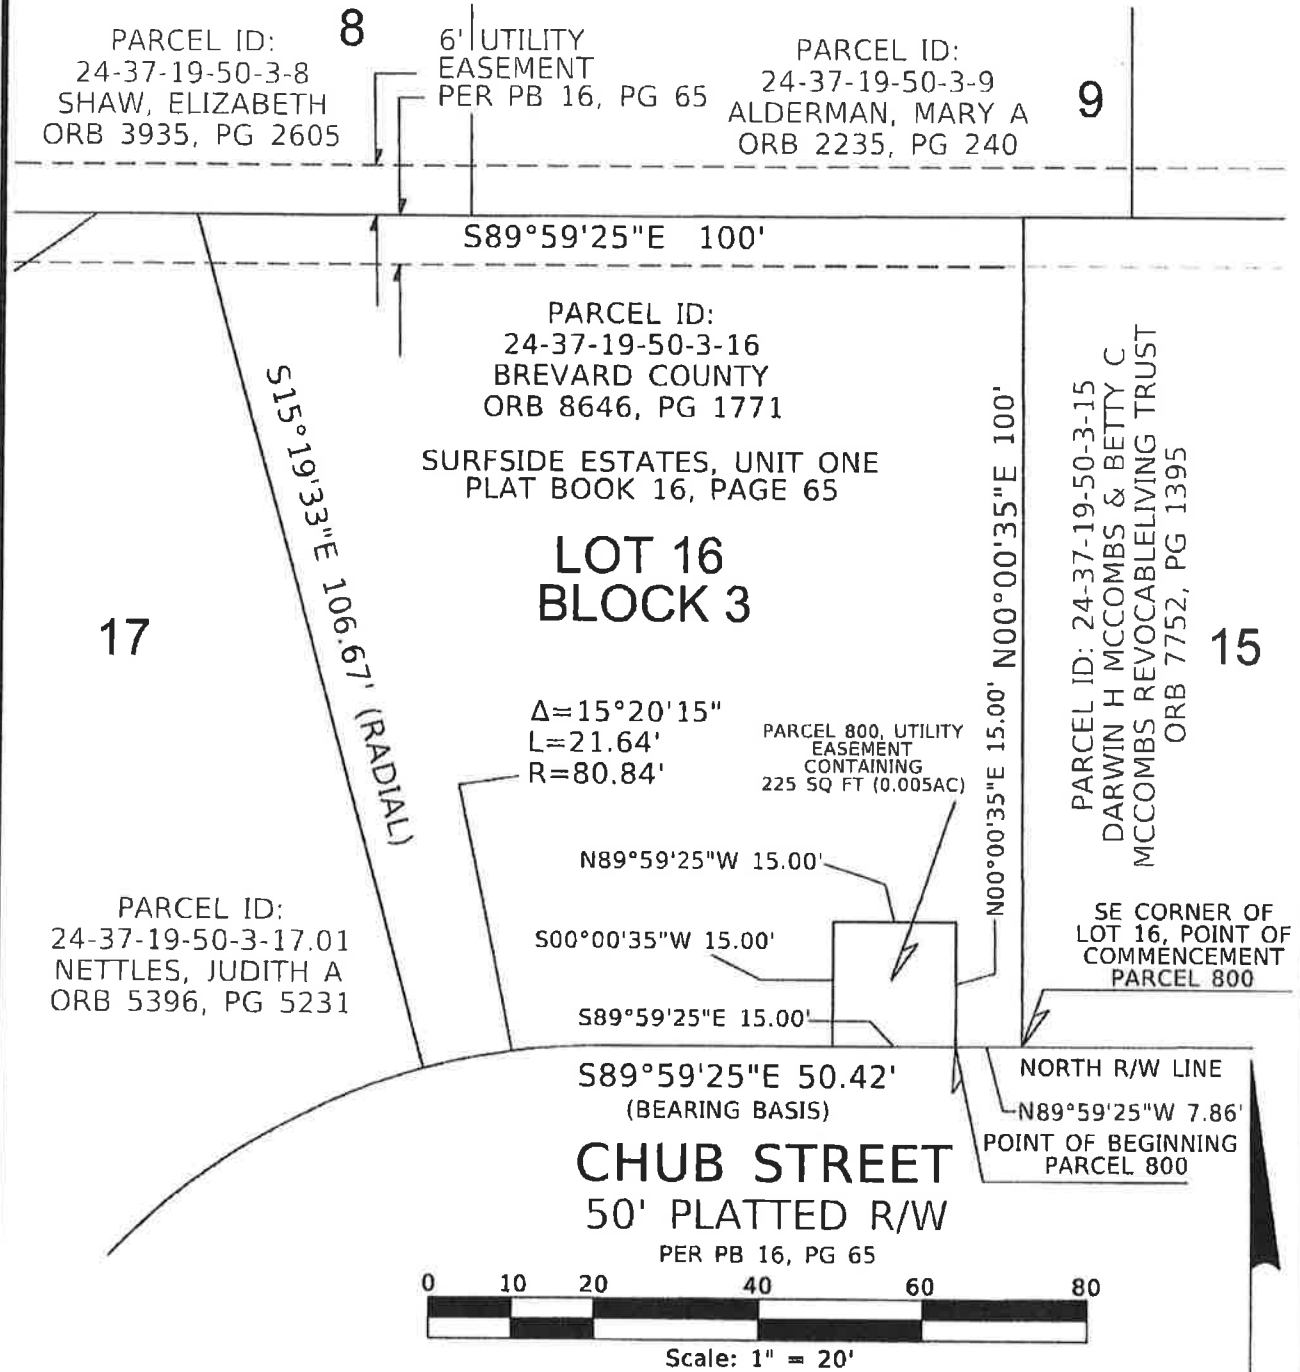 8
PARCEL ID:
24-37-19-50-3-8
SHAW, ELIZABETH
ORB 3935, PG 2605
6' UTILITY
EASEMENT
PER PB 16, PG 65
PARCEL ID:
24-37-19-50-3-9
ALDERMAN, MARY A
ORB 2235, PG 240
9
S89°59'25"E 100'
PARCEL ID:
24-37-19-50-3-16
BREVARD COUNTY
ORB 8646, PG 1771
SURFSIDE ESTATES, UNIT ONE
PLAT BOOK 16, PAGE 65
LOT 16
BLOCK 3
S15°19'33"E 106.67' (RADIAL)
17
N00°00'35"E 100'
PARCEL ID: 24-37-19-50-3-15
DARWIN H MCCOMBS & BETTY C
MCCOMBS REVOCABLELIVING TRUST
ORB 7752, PG 1395
15
Δ=15°20'15"
L=21.64'
R=80.84'
PARCEL 800, UTILITY
EASEMENT
CONTAINING
225 SQ FT (0.005AC)
N00°00'35"E 15.00'
N89°59'25"W 15.00'
S00°00'35"W 15.00'
S89°59'25"E 15.00'
PARCEL ID:
24-37-19-50-3-17.01
NETTLES, JUDITH A
ORB 5396, PG 5231
SE CORNER OF
LOT 16, POINT OF
COMMENCEMENT
PARCEL 800
S89°59'25"E 50.42'
(BEARING BASIS)
NORTH R/W LINE
N89°59'25"W 7.86'
POINT OF BEGINNING
PARCEL 800
CHUB STREET
50' PLATTED R/W
PER PB 16, PG 65
0 10 20 40 60 80
Scale: 1" = 20'